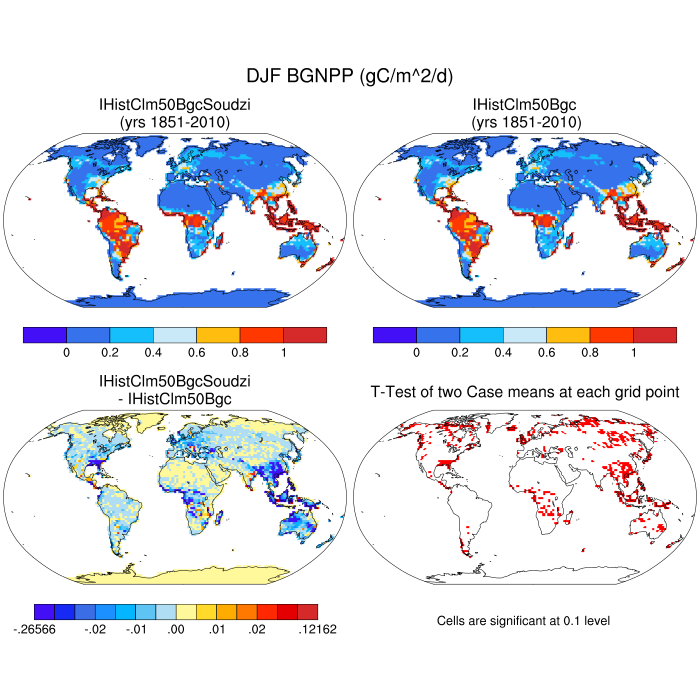 DJF BGNPP (gC/m^2/d)
IHistClm50BgcSoudzi
(yrs 1851-2010)
IHistClm50Bgc
(yrs 1851-2010)
0 0.2 0.4 0.6 0.8 1
0 0.2 0.4 0.6 0.8 1
IHistClm50BgcSoudzi
- IHistClm50Bgc
T-Test of two Case means at each grid point
-.26566 -.02 -.01 .00 .01 .02 .12162
Cells are significant at 0.1 level